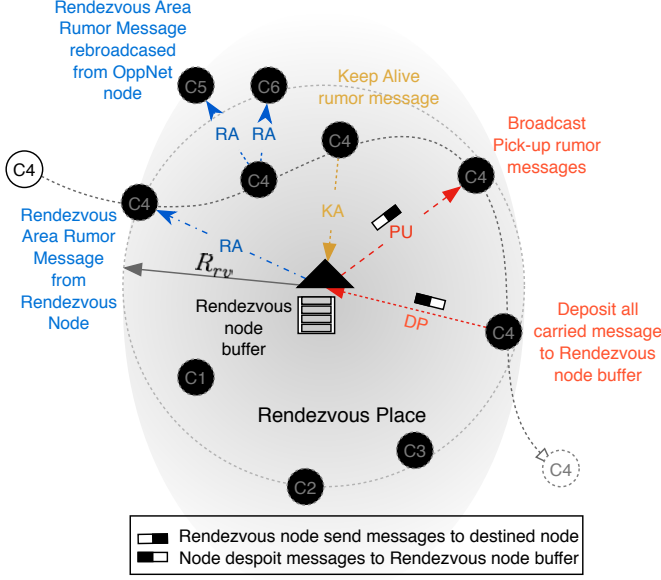 Rendezvous Area
Rumor Message
rebroadcased
from OppNet
node
C5
C6
Keep Alive
rumor message
RA
RA
C4
Broadcast
Pick-up rumor
messages
C4
C4
C4
C4
Rendezvous
Area Rumor
Message
from
Rendezvous
Node
RA
KA
PU
R_rv
Rendezvous
node
buffer
DP
C4
Deposit all
carried message
to Rendezvous
node buffer
C1
Rendezvous Place
C3
C2
C4
Rendezvous node send messages to destined node
Node despoit messages to Rendezvous node buffer